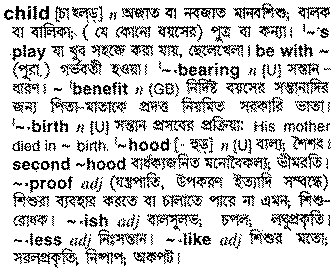 child [চাইল্‌ড্] n অজাত বা নবজাত মানবশিশু; বালক
বা বালিকা; ( যে কোনো বয়সের) পুত্র বা কন্যা। ˈ~'s
play যা খুব সহজে করা যায়, ছেলেখেলা। be with ~
(পুরা.) গর্ভবতী হওয়া। ˈ~-bearing n [U] সন্তান –
ধারণ। ~ ˈbenefit n (GB) নির্দিষ্ট বয়সের সন্তানাদির
জন্য পিতা-মাতাকে প্রদত্ত নিয়মিত সরকারি ভাতা।
ˈ~-birth n [U] সন্তান প্রসবের প্রক্রিয়া: His mother
died in ~ birth. ˈ~hood [– হুড্] n [U] বাল্য; শৈশব।
second ~hood বার্ধক্যজনিত মনোবৈকল্য; ভীমরতি।
~-proof adj (যন্ত্রপাতি, উপকরণ ইত্যাদি সম্বন্ধে)
শিশুরা ব্যবহার করতে বা চালাতে পারে না এমন, শিশু-
রোধক। ~-ish adj বালসুলভ; চপল, লঘুপ্রকৃতি।
~-less adj নিঃসন্তান। ~-like adj শিশুর মতো;
সরলপ্রকৃতি, নিষ্পাপ, অকপট।